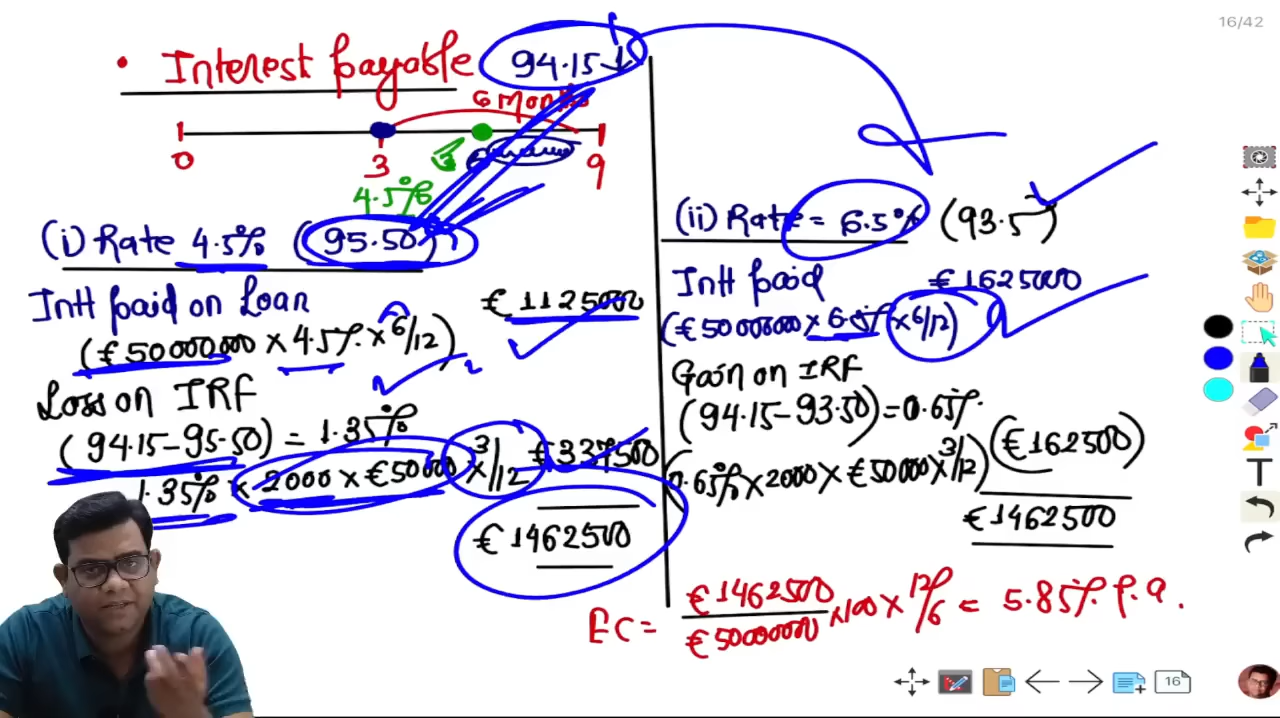 16/42
• Interest payable 94.15↓
6 months
0 3 6 9
4.5%
(i) Rate 4.5% (95.50)
Intt paid on Loan € 1125000
(€50000000 × 4.5% × 6/12)
Loss on IRF
(94.15-95.50) = 1.35%
1.35% × 2000 × €50000 × 3/12 €337500
€ 1462500
(ii) Rate = 6.5% (93.5)
Intt paid € 1625000
(€50000000 × 6.5% × 6/12)
Gain on IRF
(94.15-93.50) = 0.65%
(0.65% × 2000 × €50000 × 3/12) (€162500)
€ 1462500
EC = €1462500 / €50000000 × 100 × 12/6 = 5.85% p.a.
16